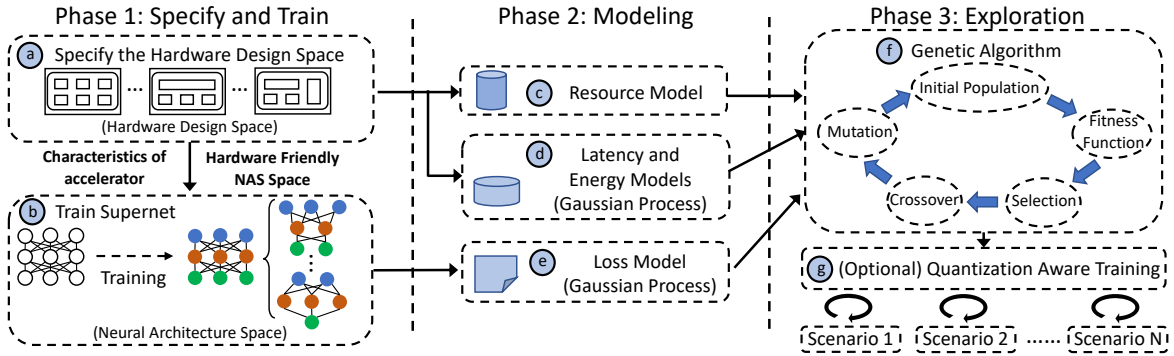 Phase 1: Specify and Train
a Specify the Hardware Design Space
... ...
(Hardware Design Space)
Characteristics of
accelerator
Hardware Friendly
NAS Space
b Train Supernet
Training
...
(Neural Architecture Space)
Phase 2: Modeling
c Resource Model
d Latency and
Energy Models
(Gaussian Process)
e Loss Model
(Gaussian Process)
Phase 3: Exploration
f Genetic Algorithm
Initial Population
Fitness
Function
Selection
Crossover
Mutation
g (Optional) Quantization Aware Training
Scenario 1 Scenario 2 ...... Scenario N